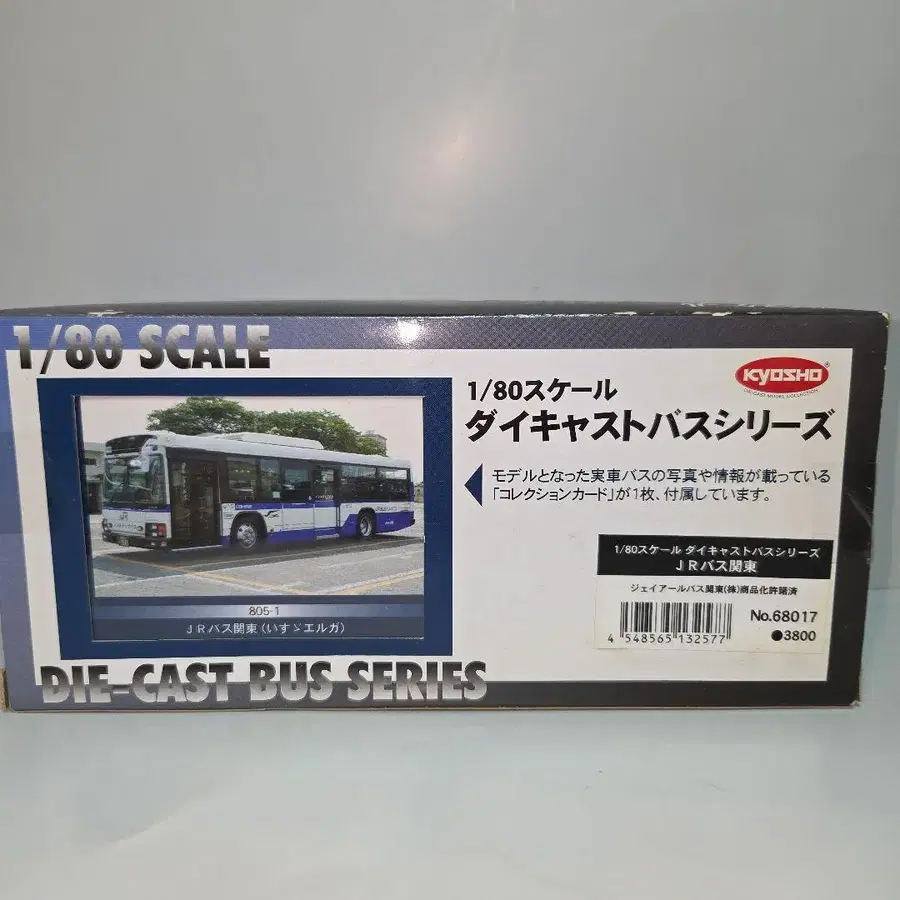 1/80 SCALE
KYOSHO
DIE-CAST MODEL COLLECTION
1/80スケール
ダイキャストバスシリーズ
モデルとなった実車バスの写真や情報が載っている
「コレクションカード」が1枚、付属しています。
805-1
JRバス関東(いすゞエルガ)
1/80スケール ダイキャストバスシリーズ
JRバス関東
ジェイアールバス関東(株)商品化許諾済
No.68017
●3800
4 548565 132577
DIE-CAST BUS SERIES